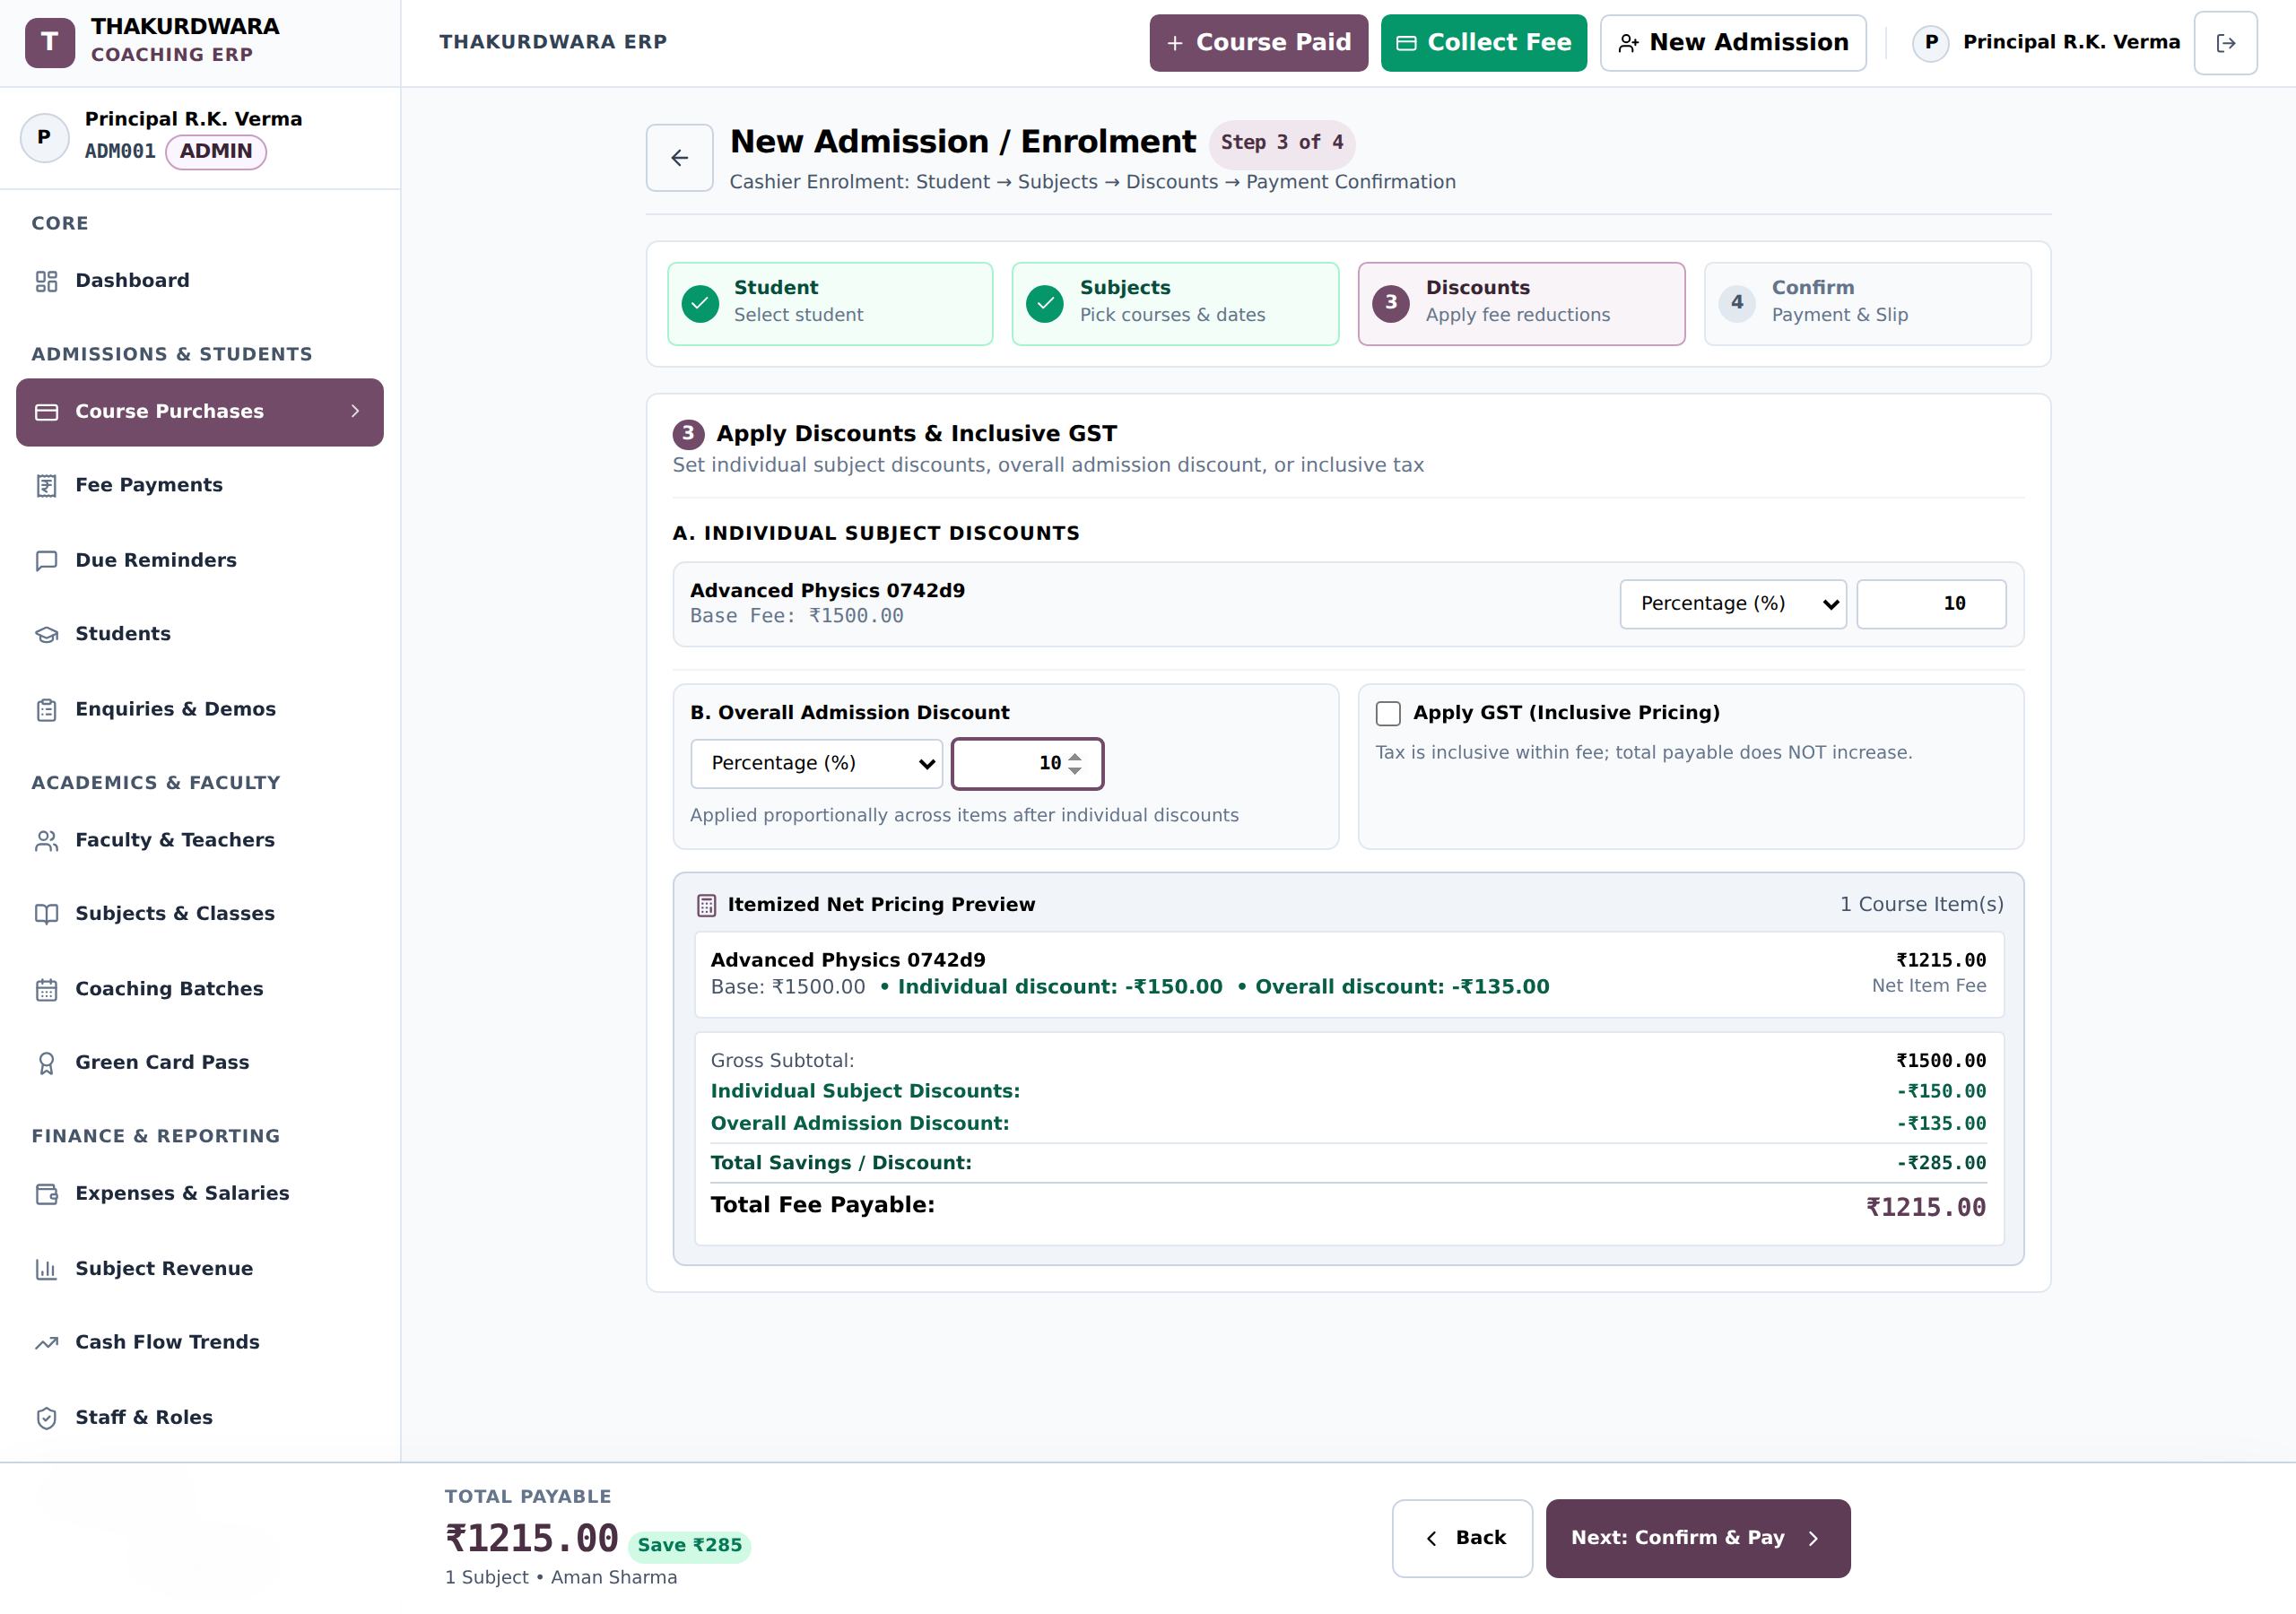 T
THAKURDWARA
COACHING ERP
THAKURDWARA ERP
Course Paid
Collect Fee
New Admission
P
Principal R.K. Verma
P
Principal R.K. Verma
ADM001 ADMIN
CORE
Dashboard
ADMISSIONS & STUDENTS
Course Purchases
Fee Payments
Due Reminders
Students
Enquiries & Demos
ACADEMICS & FACULTY
Faculty & Teachers
Subjects & Classes
Coaching Batches
Green Card Pass
FINANCE & REPORTING
Expenses & Salaries
Subject Revenue
Cash Flow Trends
Staff & Roles
New Admission / Enrolment Step 3 of 4
Cashier Enrolment: Student → Subjects → Discounts → Payment Confirmation
Student
Select student
Subjects
Pick courses & dates
3
Discounts
Apply fee reductions
4
Confirm
Payment & Slip
3 Apply Discounts & Inclusive GST
Set individual subject discounts, overall admission discount, or inclusive tax
A. INDIVIDUAL SUBJECT DISCOUNTS
Advanced Physics 0742d9
Base Fee: ₹1500.00
Percentage (%)
10
B. Overall Admission Discount
Percentage (%)
10
Applied proportionally across items after individual discounts
Apply GST (Inclusive Pricing)
Tax is inclusive within fee; total payable does NOT increase.
Itemized Net Pricing Preview
1 Course Item(s)
Advanced Physics 0742d9
₹1215.00
Base: ₹1500.00 • Individual discount: -₹150.00 • Overall discount: -₹135.00
Net Item Fee
Gross Subtotal: ₹1500.00
Individual Subject Discounts: -₹150.00
Overall Admission Discount: -₹135.00
Total Savings / Discount: -₹285.00
Total Fee Payable: ₹1215.00
TOTAL PAYABLE
₹1215.00 Save ₹285
1 Subject • Aman Sharma
Back
Next: Confirm & Pay